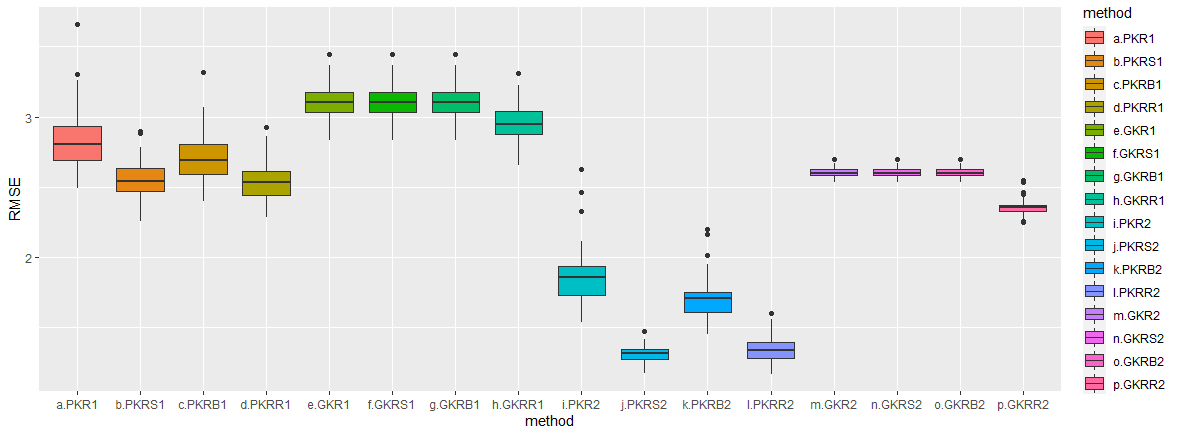 RMSE
3
2
a.PKR1 b.PKRS1 c.PKRB1 d.PKRR1 e.GKR1 f.GKRS1 g.GKRB1 h.GKRR1 i.PKR2 j.PKRS2 k.PKRB2 l.PKRR2 m.GKR2 n.GKRS2 o.GKRB2 p.GKRR2
method
method
a.PKR1
b.PKRS1
c.PKRB1
d.PKRR1
e.GKR1
f.GKRS1
g.GKRB1
h.GKRR1
i.PKR2
j.PKRS2
k.PKRB2
l.PKRR2
m.GKR2
n.GKRS2
o.GKRB2
p.GKRR2